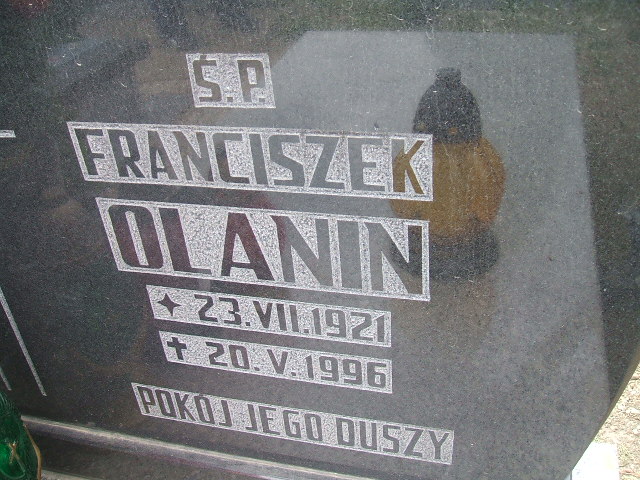 Ś.P.
FRANCISZEK
OLANIN
✦ 23.VII.1921
✝ 20.V.1996
POKÓJ JEGO DUSZY